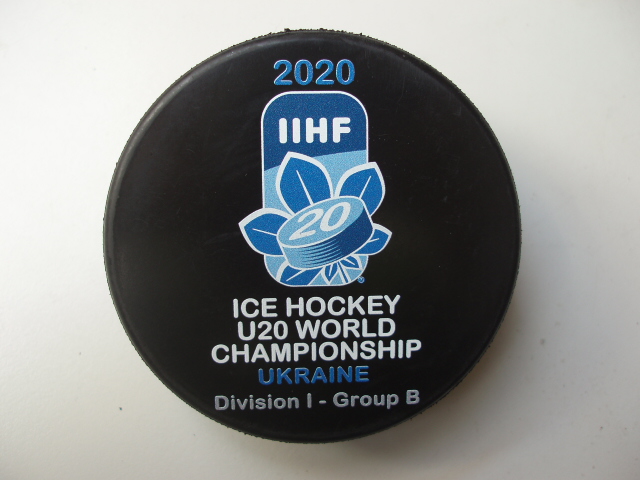 2020
IIHF
20
ICE HOCKEY
U20 WORLD
CHAMPIONSHIP
UKRAINE
Division I - Group B